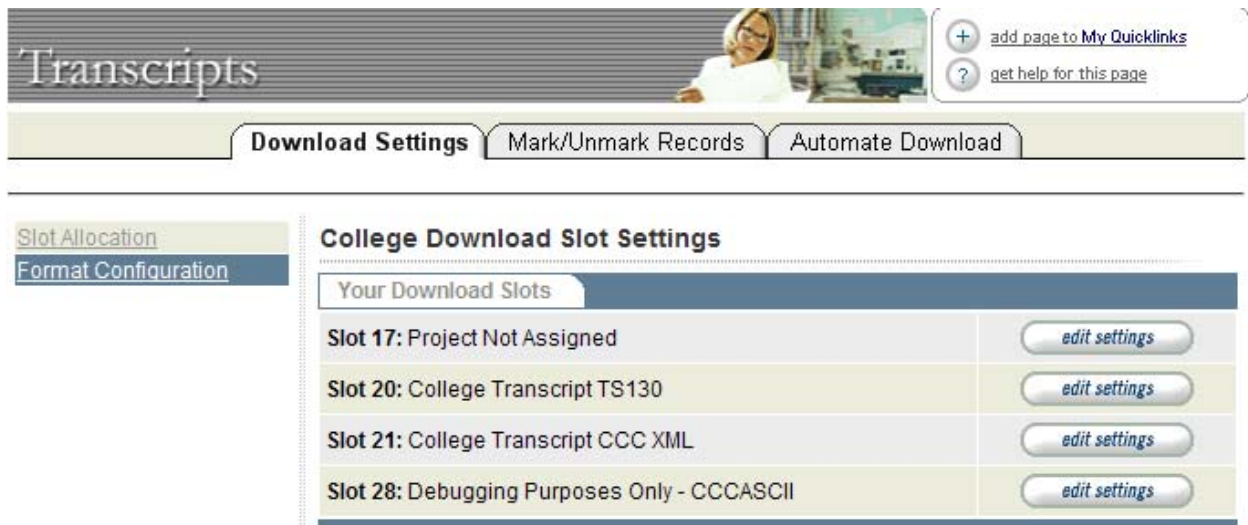 Transcripts
add page to My Quicklinks
get help for this page
Download Settings
Mark/Unmark Records
Automate Download
Slot Allocation
Format Configuration
College Download Slot Settings
Your Download Slots
Slot 17: Project Not Assigned
edit settings
Slot 20: College Transcript TS130
edit settings
Slot 21: College Transcript CCC XML
edit settings
Slot 28: Debugging Purposes Only - CCCASCII
edit settings